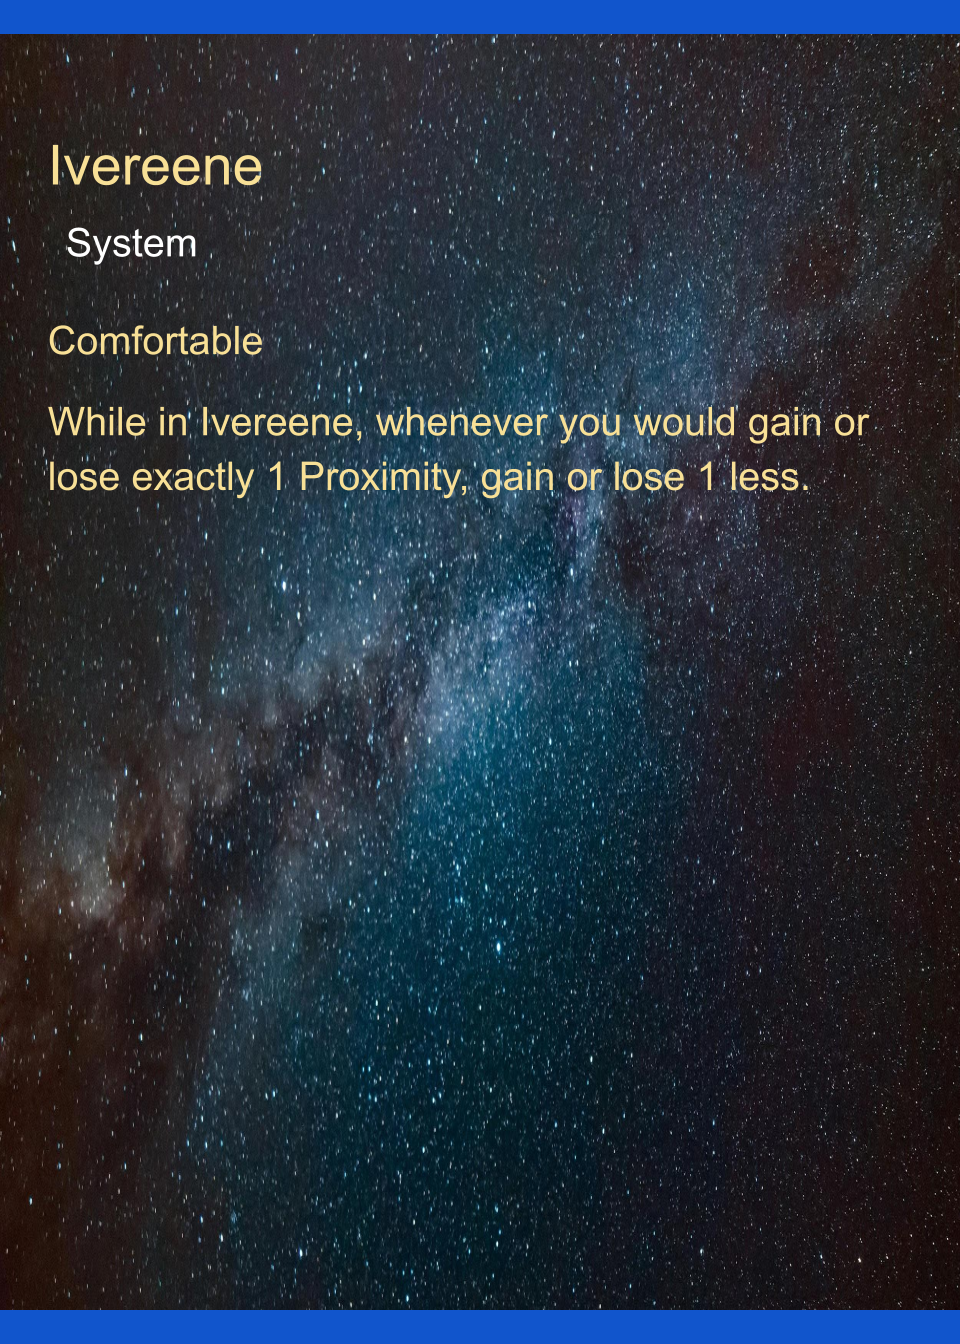 Ivereene
System
Comfortable
While in Ivereene, whenever you would gain or
lose exactly 1 Proximity, gain or lose 1 less.